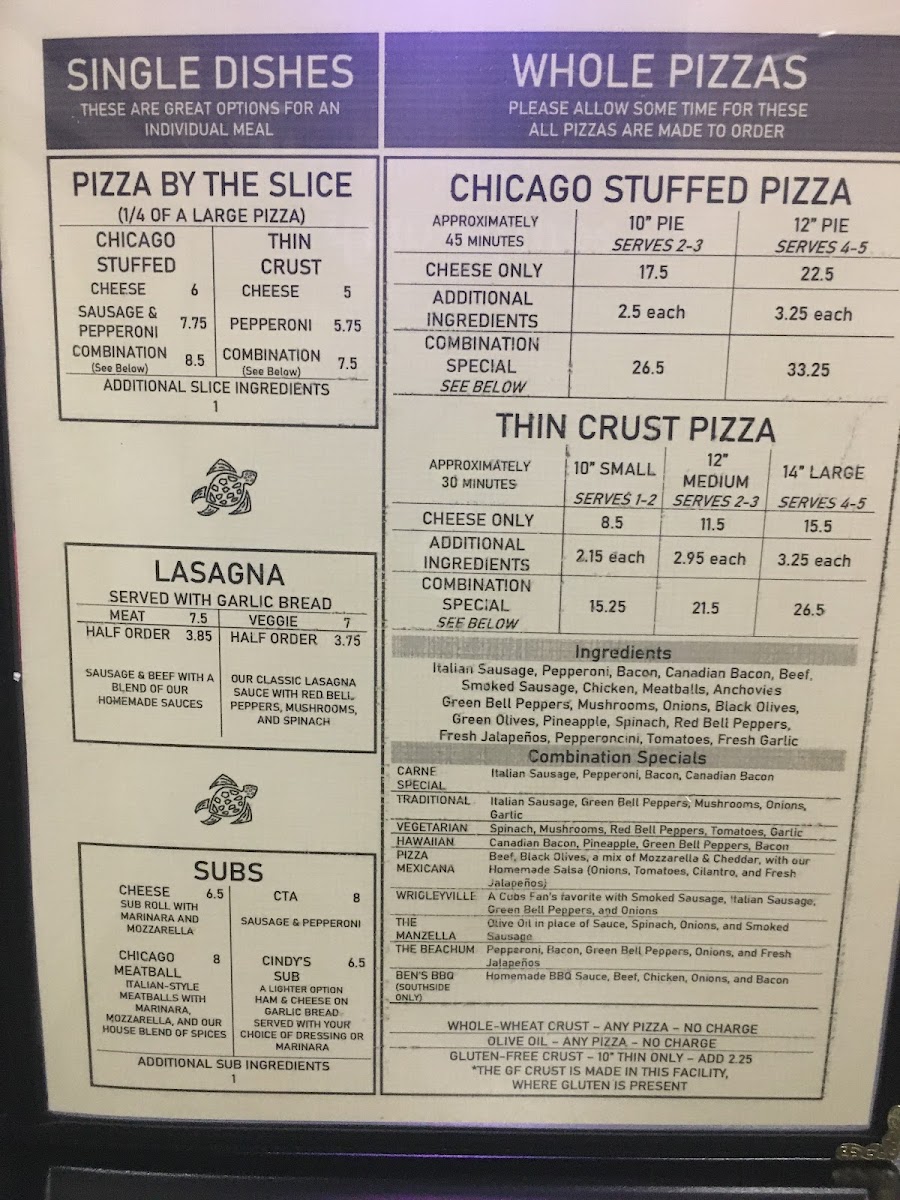 SINGLE DISHES
THESE ARE GREAT OPTIONS FOR AN
INDIVIDUAL MEAL
PIZZA BY THE SLICE
(1/4 OF A LARGE PIZZA)
CHICAGO
STUFFED
CHEESE 6
SAUSAGE &
PEPPERONI 7.75
COMBINATION 8.5
(See Below)
THIN
CRUST
CHEESE 5
PEPPERONI 5.75
COMBINATION 7.5
(See Below)
ADDITIONAL SLICE INGREDIENTS
1
LASAGNA
SERVED WITH GARLIC BREAD
MEAT 7.5 VEGGIE 7
HALF ORDER 3.85 HALF ORDER 3.75
SAUSAGE & BEEF WITH A
BLEND OF OUR
HOMEMADE SAUCES
OUR CLASSIC LASAGNA
SAUCE WITH RED BELL
PEPPERS, MUSHROOMS,
AND SPINACH
SUBS
CHEESE 6.5
SUB ROLL WITH
MARINARA AND
MOZZARELLA
CHICAGO 8
MEATBALL
ITALIAN-STYLE
MEATBALLS WITH
MARINARA,
MOZZARELLA, AND OUR
HOUSE BLEND OF SPICES
CTA 8
SAUSAGE & PEPPERONI
CINDY'S 6.5
SUB
A LIGHTER OPTION
HAM & CHEESE ON
GARLIC BREAD
SERVED WITH YOUR
CHOICE OF DRESSING OR
MARINARA
ADDITIONAL SUB INGREDIENTS
1
WHOLE PIZZAS
PLEASE ALLOW SOME TIME FOR THESE
ALL PIZZAS ARE MADE TO ORDER
CHICAGO STUFFED PIZZA
APPROXIMATELY 10" PIE 12" PIE
45 MINUTES SERVES 2-3 SERVES 4-5
CHEESE ONLY 17.5 22.5
ADDITIONAL
INGREDIENTS 2.5 each 3.25 each
COMBINATION
SPECIAL 26.5 33.25
SEE BELOW
THIN CRUST PIZZA
APPROXIMATELY 10" SMALL 12" MEDIUM 14" LARGE
30 MINUTES SERVES 1-2 SERVES 2-3 SERVES 4-5
CHEESE ONLY 8.5 11.5 15.5
ADDITIONAL
INGREDIENTS 2.15 each 2.95 each 3.25 each
COMBINATION
SPECIAL 15.25 21.5 26.5
SEE BELOW
Ingredients
Italian Sausage, Pepperoni, Bacon, Canadian Bacon, Beef,
Smoked Sausage, Chicken, Meatballs, Anchovies
Green Bell Peppers, Mushrooms, Onions, Black Olives,
Green Olives, Pineapple, Spinach, Red Bell Peppers,
Fresh Jalapeños, Pepperoncini, Tomatoes, Fresh Garlic
Combination Specials
CARNE Italian Sausage, Pepperoni, Bacon, Canadian Bacon
SPECIAL
TRADITIONAL Italian Sausage, Green Bell Peppers, Mushrooms, Onions,
Garlic
VEGETARIAN Spinach, Mushrooms, Red Bell Peppers, Tomatoes, Garlic
HAWAIIAN Canadian Bacon, Pineapple, Green Bell Peppers, Bacon
PIZZA Beef, Black Olives, a mix of Mozzarella & Cheddar, with our
MEXICANA Homemade Salsa (Onions, Tomatoes, Cilantro, and Fresh
Jalapeños)
WRIGLEYVILLE A Cubs Fan's favorite with Smoked Sausage, Italian Sausage,
Green Bell Peppers, and Onions
THE Olive Oil in place of Sauce, Spinach, Onions, and Smoked
MANZELLA Sausage
THE BEACHUM Pepperoni, Bacon, Green Bell Peppers, Onions, and Fresh
Jalapeños
BEN'S BBQ Homemade BBQ Sauce, Beef, Chicken, Onions, and Bacon
(SOUTHSIDE
ONLY)
WHOLE-WHEAT CRUST – ANY PIZZA – NO CHARGE
OLIVE OIL – ANY PIZZA – NO CHARGE
GLUTEN-FREE CRUST – 10" THIN ONLY – ADD 2.25
*THE GF CRUST IS MADE IN THIS FACILITY,
WHERE GLUTEN IS PRESENT